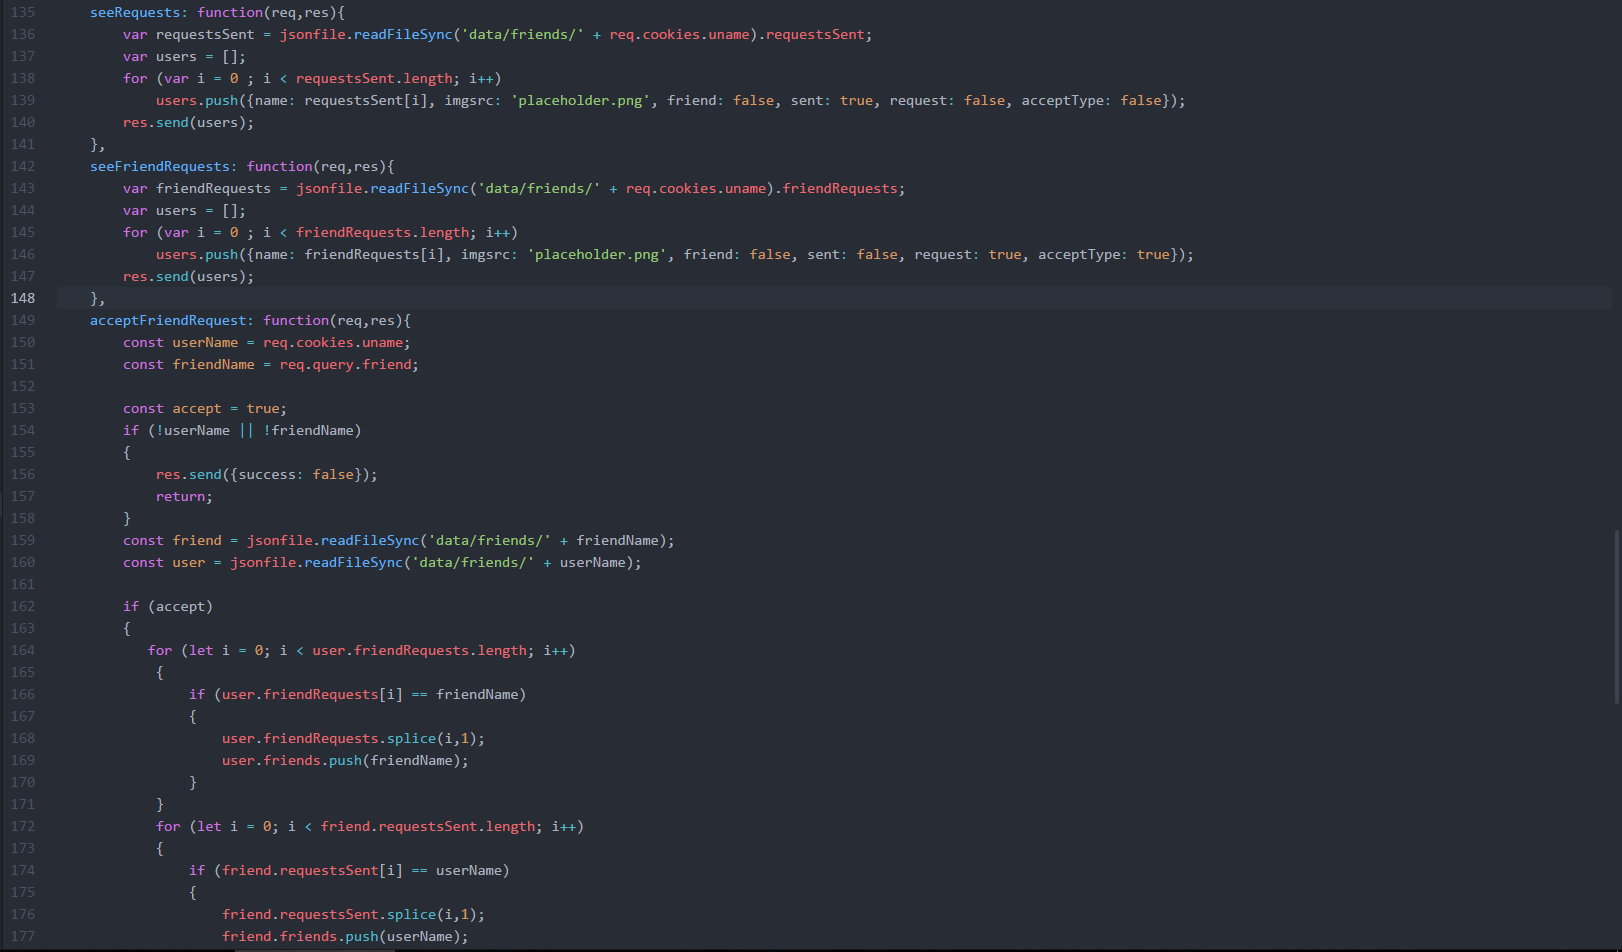 135 seeRequests: function(req,res){
136 var requestsSent = jsonfile.readFileSync('data/friends/' + req.cookies.uname).requestsSent;
137 var users = [];
138 for (var i = 0 ; i < requestsSent.length; i++)
139 users.push({name: requestsSent[i], imgsrc: 'placeholder.png', friend: false, sent: true, request: false, acceptType: false});
140 res.send(users);
141 },
142 seeFriendRequests: function(req,res){
143 var friendRequests = jsonfile.readFileSync('data/friends/' + req.cookies.uname).friendRequests;
144 var users = [];
145 for (var i = 0 ; i < friendRequests.length; i++)
146 users.push({name: friendRequests[i], imgsrc: 'placeholder.png', friend: false, sent: false, request: true, acceptType: true});
147 res.send(users);
148 },
149 acceptFriendRequest: function(req,res){
150 const userName = req.cookies.uname;
151 const friendName = req.query.friend;
152
153 const accept = true;
154 if (!userName || !friendName)
155 {
156 res.send({success: false});
157 return;
158 }
159 const friend = jsonfile.readFileSync('data/friends/' + friendName);
160 const user = jsonfile.readFileSync('data/friends/' + userName);
161
162 if (accept)
163 {
164 for (let i = 0; i < user.friendRequests.length; i++)
165 {
166 if (user.friendRequests[i] == friendName)
167 {
168 user.friendRequests.splice(i,1);
169 user.friends.push(friendName);
170 }
171 }
172 for (let i = 0; i < friend.requestsSent.length; i++)
173 {
174 if (friend.requestsSent[i] == userName)
175 {
176 friend.requestsSent.splice(i,1);
177 friend.friends.push(userName);